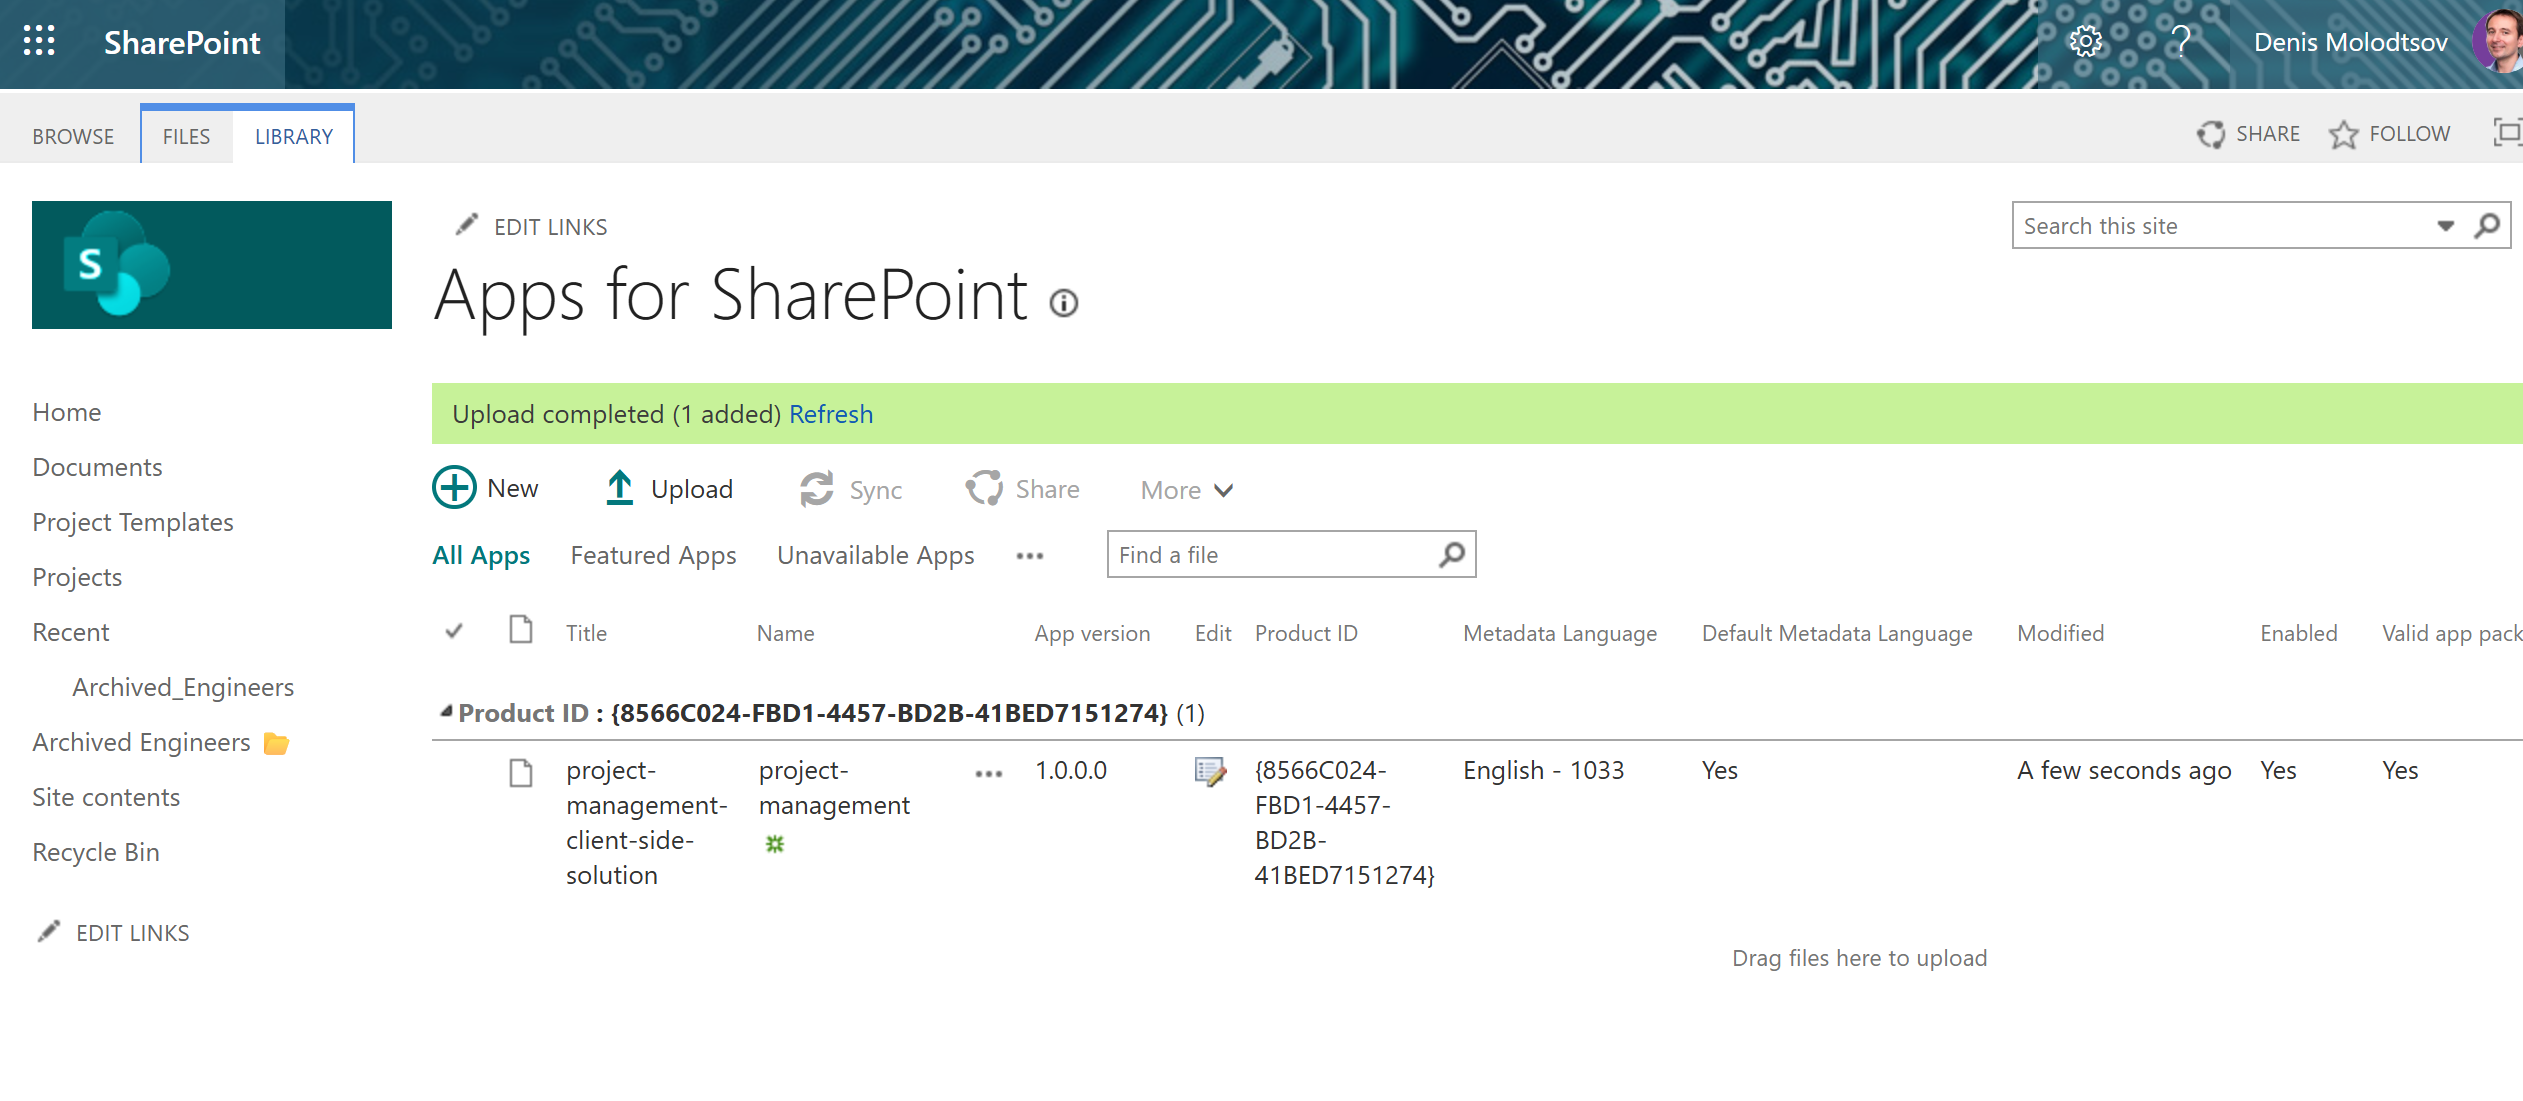 SharePoint
Denis Molodtsov
BROWSE FILES LIBRARY
SHARE FOLLOW
S
EDIT LINKS
Search this site
Apps for SharePoint
Home
Documents
Project Templates
Projects
Recent
Archived_Engineers
Archived Engineers
Site contents
Recycle Bin
EDIT LINKS
Upload completed (1 added) Refresh
New Upload Sync Share More
All Apps Featured Apps Unavailable Apps ••• Find a file
Title Name App version Edit Product ID Metadata Language Default Metadata Language Modified Enabled Valid app pack
Product ID : {8566C024-FBD1-4457-BD2B-41BED7151274} (1)
project- project- ••• 1.0.0.0 {8566C024- English - 1033 Yes A few seconds ago Yes Yes
management- management FBD1-4457-
client-side- BD2B-
solution 41BED7151274}
Drag files here to upload